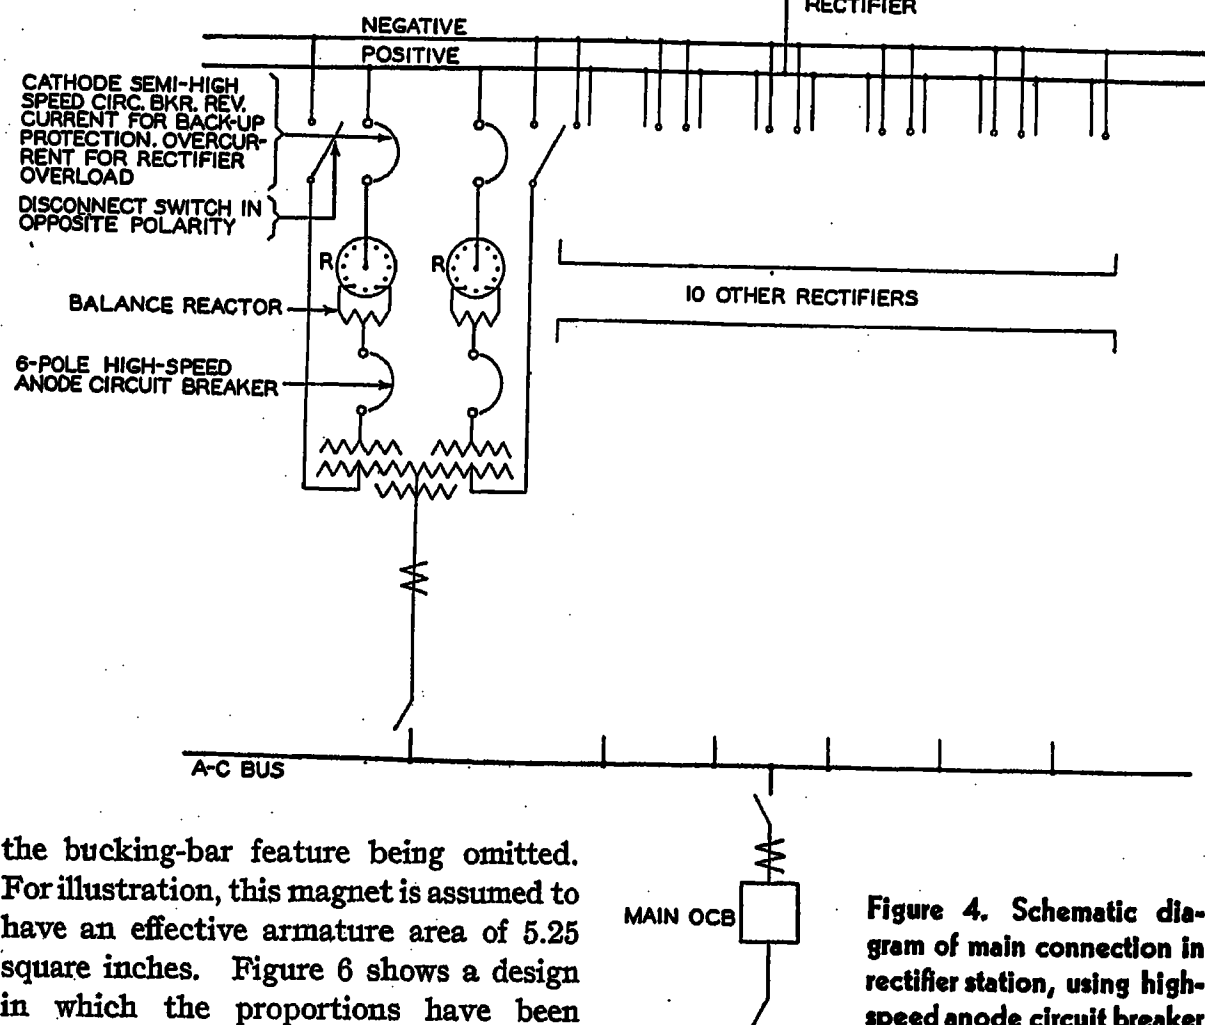 RECTIFIER
NEGATIVE
POSITIVE
CATHODE SEMI-HIGH
SPEED CIRC. BKR. REV.
CURRENT FOR BACK-UP
PROTECTION. OVERCUR-
RENT FOR RECTIFIER
OVERLOAD
DISCONNECT SWITCH IN
OPPOSITE POLARITY
R
R
BALANCE REACTOR
10 OTHER RECTIFIERS
6-POLE HIGH-SPEED
ANODE CIRCUIT BREAKER
A-C BUS
the bucking-bar feature being omitted.
For illustration, this magnet is assumed to
have an effective armature area of 5.25
square inches. Figure 6 shows a design
in which the proportions have been
MAIN OCB
Figure 4. Schematic dia-
gram of main connection in
rectifier station, using high-
speed anode circuit breaker